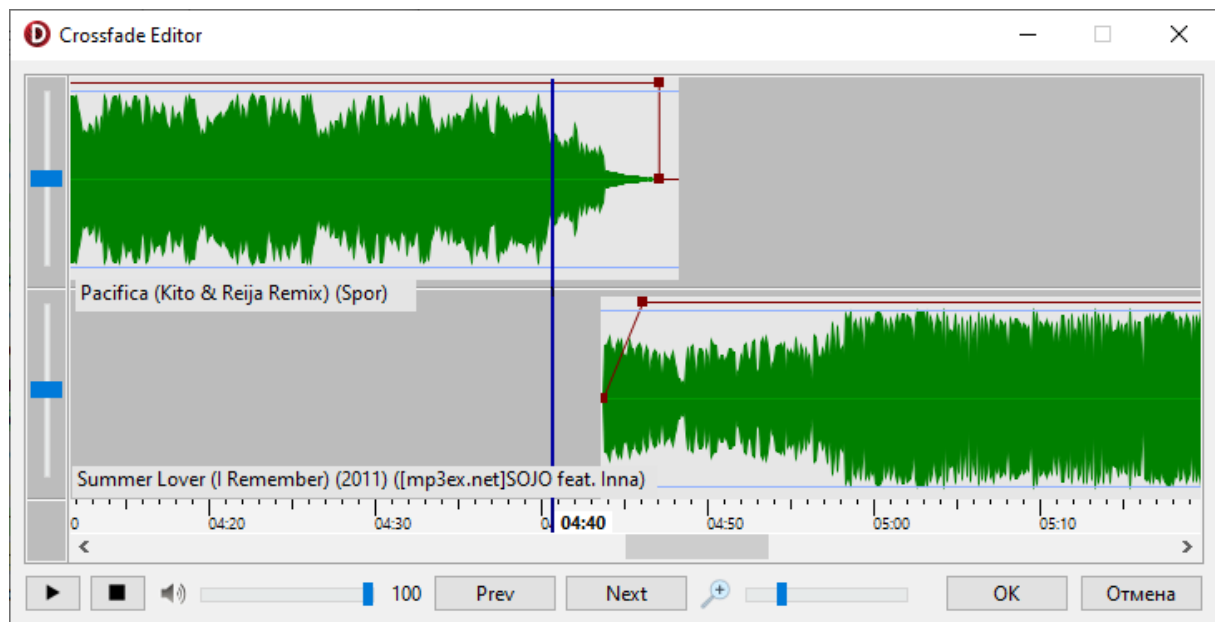 Crossfade Editor
Pacifica (Kito & Reija Remix) (Spor)
Summer Lover (I Remember) (2011) ([mp3ex.net]SOJO feat. Inna)
0 04:20 04:30 04:40 04:50 05:00 05:10
100 Prev Next OK Отмена